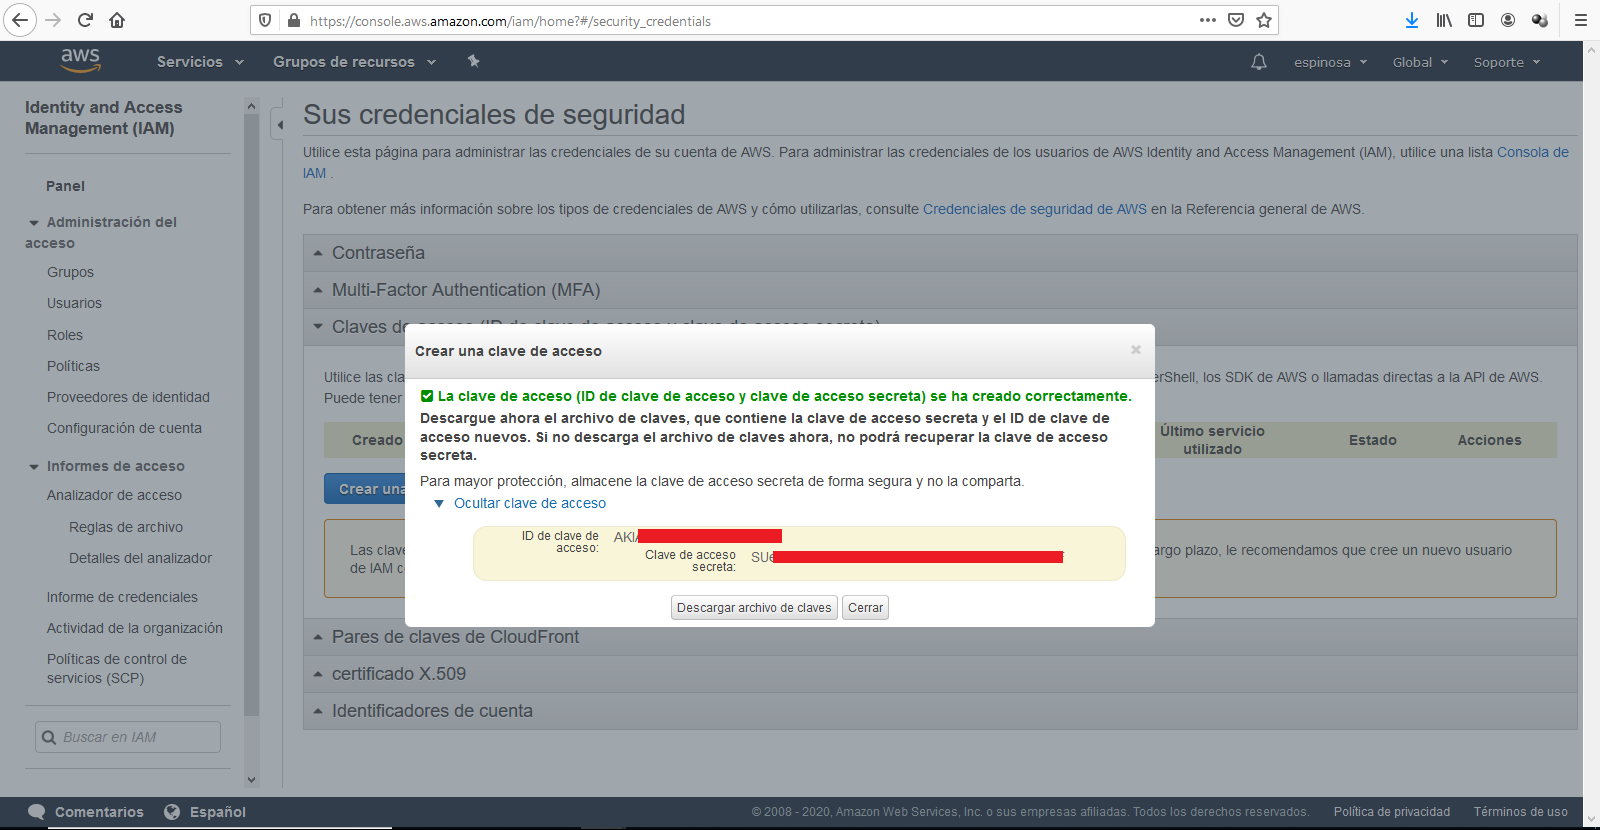 https://console.aws.amazon.com/iam/home?#/security_credentials
aws
Servicios
Grupos de recursos
espinosa
Global
Soporte
Identity and Access
Management (IAM)
Panel
Administración del
acceso
Grupos
Usuarios
Roles
Políticas
Proveedores de identidad
Configuración de cuenta
Informes de acceso
Analizador de acceso
Reglas de archivo
Detalles del analizador
Informe de credenciales
Actividad de la organización
Políticas de control de
servicios (SCP)
Buscar en IAM
Sus credenciales de seguridad
Utilice esta página para administrar las credenciales de su cuenta de AWS. Para administrar las credenciales de los usuarios de AWS Identity and Access Management (IAM), utilice una lista Consola de
IAM .
Para obtener más información sobre los tipos de credenciales de AWS y cómo utilizarlas, consulte Credenciales de seguridad de AWS en la Referencia general de AWS.
Contraseña
Multi-Factor Authentication (MFA)
Claves de acceso (ID de clave de acceso y clave de acceso secreta)
Utilice las cla
erShell, los SDK de AWS o llamadas directas a la API de AWS.
Puede tener
Creado
Último servicio
utilizado
Estado
Acciones
Crear una
Las clave
argo plazo, le recomendamos que cree un nuevo usuario
de IAM c
Crear una clave de acceso
La clave de acceso (ID de clave de acceso y clave de acceso secreta) se ha creado correctamente.
Descargue ahora el archivo de claves, que contiene la clave de acceso secreta y el ID de clave de
acceso nuevos. Si no descarga el archivo de claves ahora, no podrá recuperar la clave de acceso
secreta.
Para mayor protección, almacene la clave de acceso secreta de forma segura y no la comparta.
Ocultar clave de acceso
ID de clave de
acceso:
AKI
Clave de acceso
secreta:
SU
Descargar archivo de claves
Cerrar
Pares de claves de CloudFront
certificado X.509
Identificadores de cuenta
Comentarios
Español
© 2008 - 2020, Amazon Web Services, Inc. o sus empresas afiliadas. Todos los derechos reservados.
Política de privacidad
Términos de uso